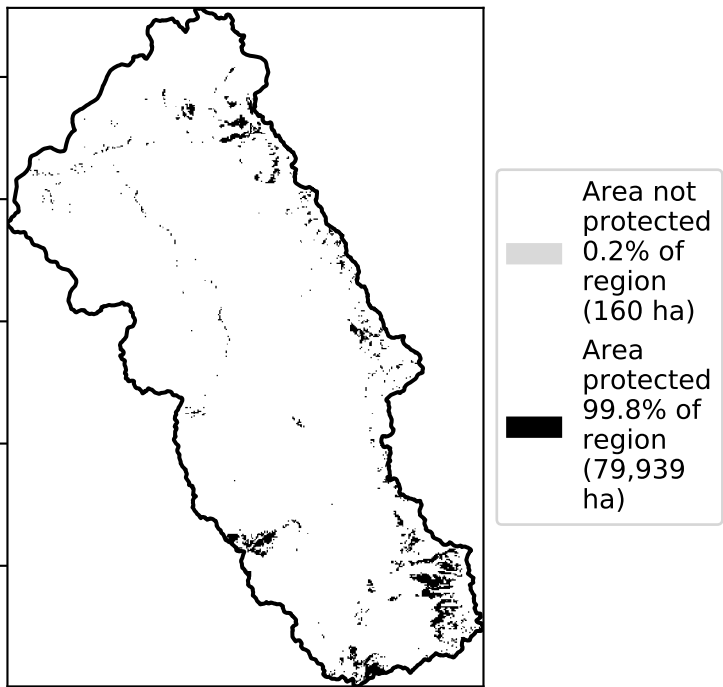 Area not
protected
0.2% of
region
(160 ha)
Area
protected
99.8% of
region
(79,939
ha)